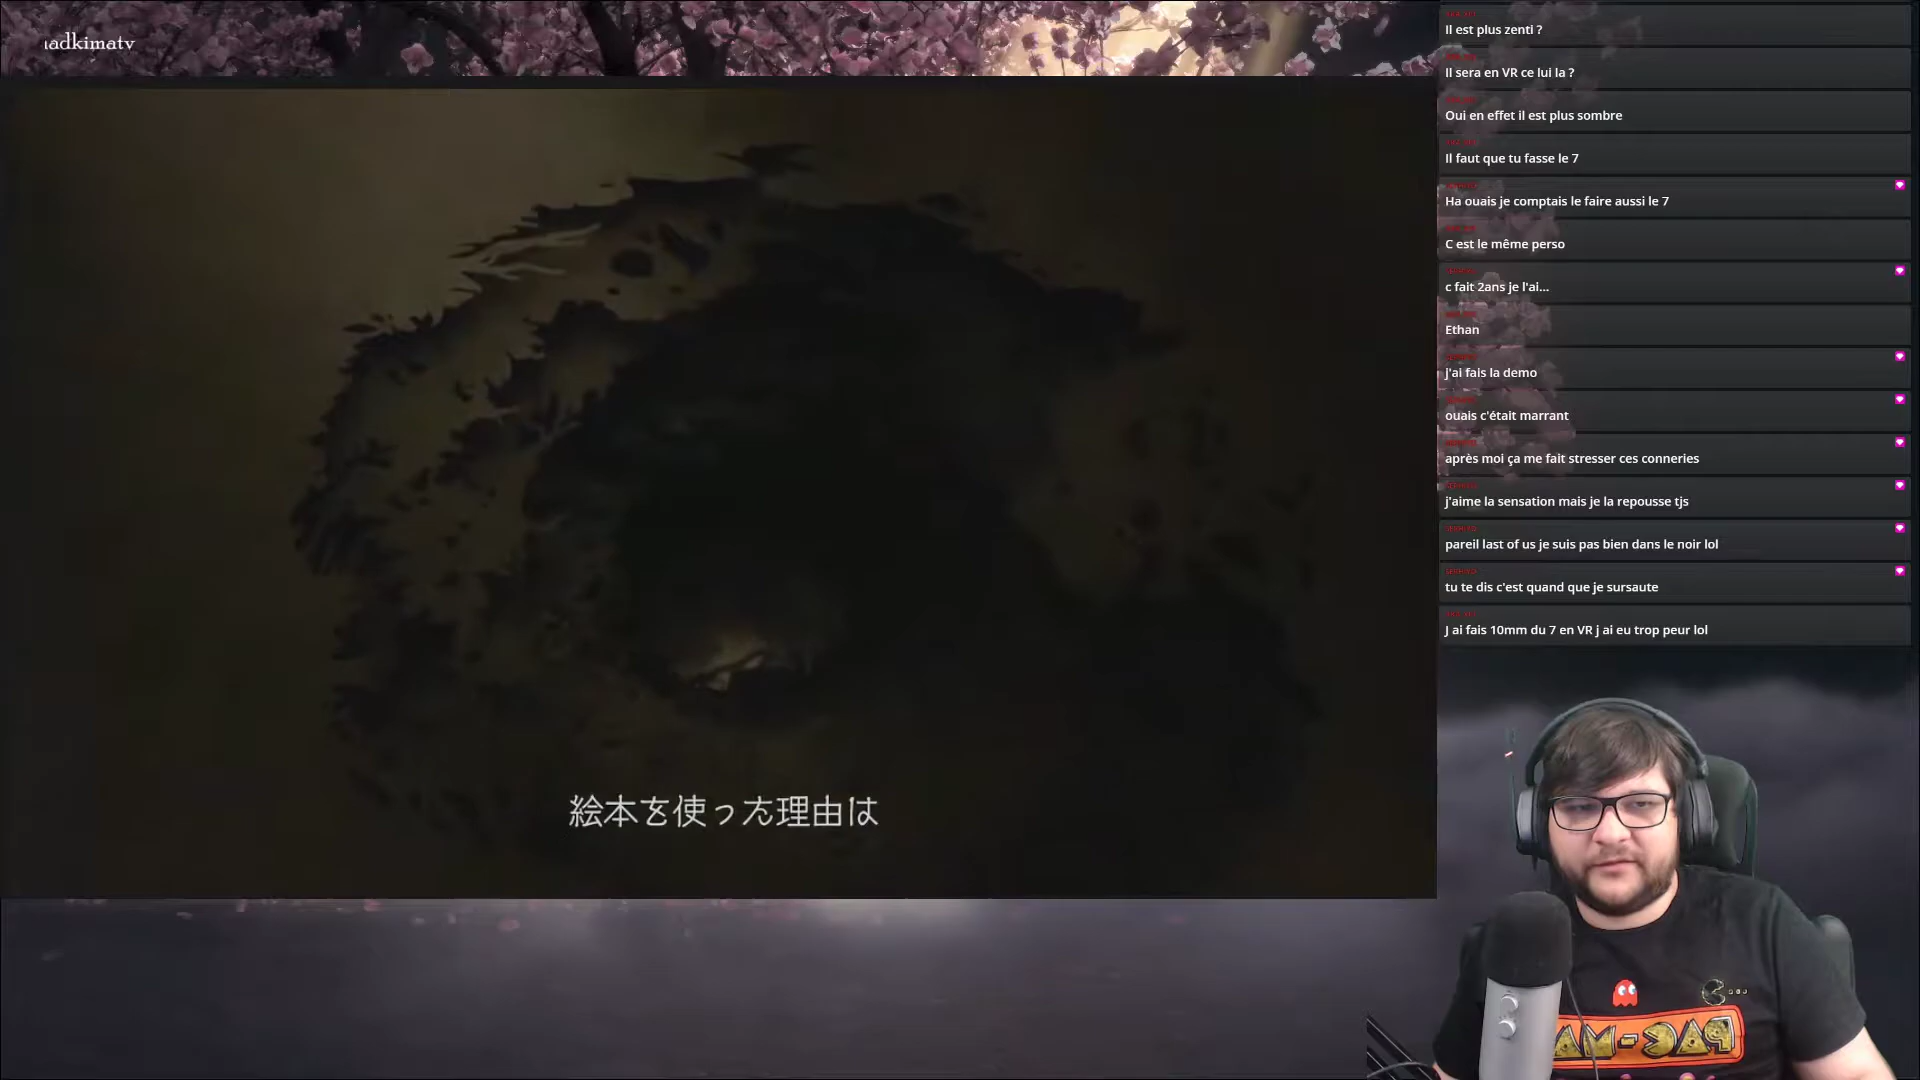 adkimatv
Il est plus zenti ?
Il sera en VR ce lui la ?
Oui en effet il est plus sombre
Il faut que tu fasse le 7
Ha ouais je comptais le faire aussi le 7
C est le même perso
c fait 2ans je l'ai...
Ethan
j'ai fais la demo
ouais c'était marrant
après moi ça me fait stresser ces conneries
j'aime la sensation mais je la repousse tjs
pareil last of us je suis pas bien dans le noir lol
tu te dis c'est quand que je sursaute
J ai fais 10mm du 7 en VR j ai eu trop peur lol
絵本を使った理由は
PAC-MAN